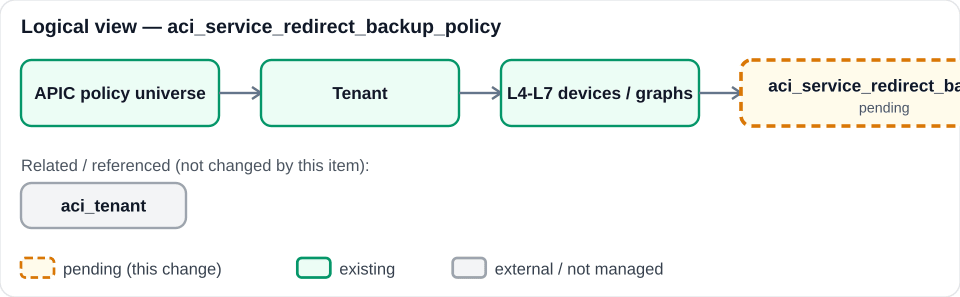 Logical view — aci_service_redirect_backup_policy
APIC policy universe
Tenant
L4-L7 devices / graphs
aci_service_redirect_ba
pending
Related / referenced (not changed by this item):
aci_tenant
pending (this change)
existing
external / not managed